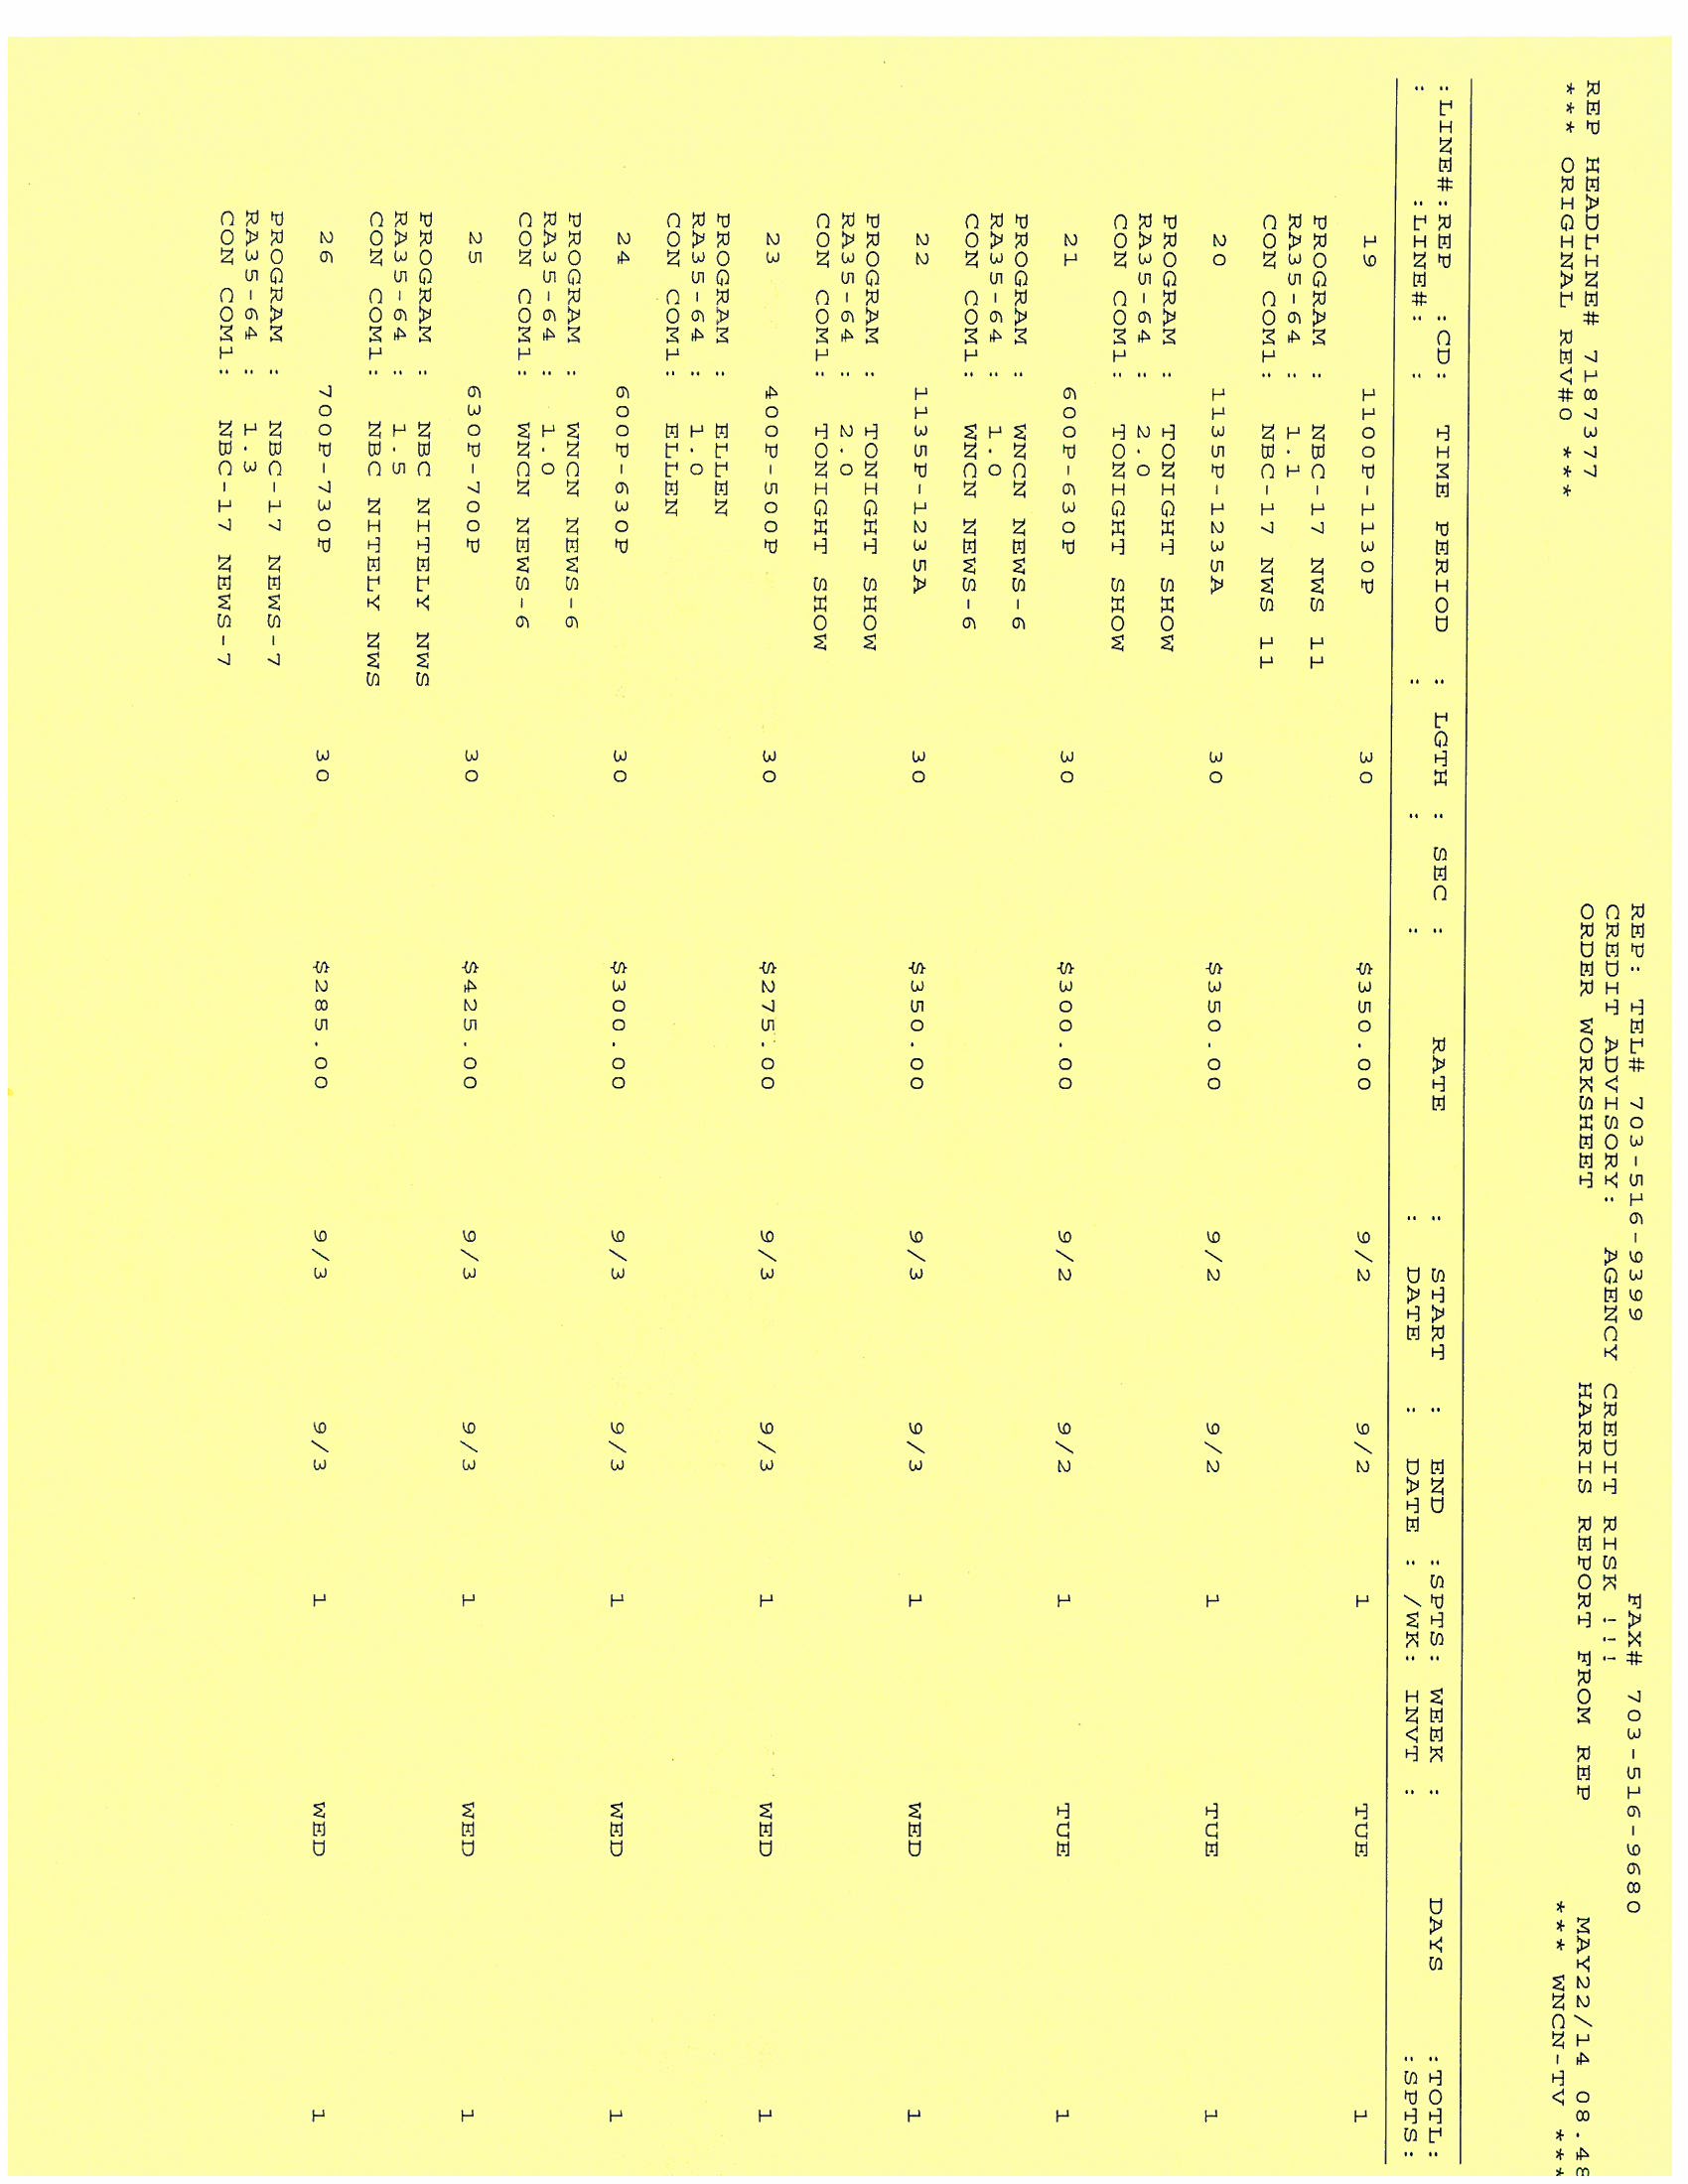 REP: TEL# 703-516-9399 FAX# 703-516-9680
CREDIT ADVISORY: AGENCY CREDIT RISK !!!
REP HEADLINE# 7187377 ORDER WORKSHEET HARRIS REPORT FROM REP MAY22/14 08.48
*** ORIGINAL REV#0 *** *** WNCN-TV ***
:LINE#:REP :CD: TIME PERIOD : LGTH : SEC : RATE : START : END :SPTS: WEEK : DAYS :TOTL:
: :LINE#: : : : : : DATE : DATE : /WK: INVT : :SPTS:
19 1100P-1130P 30 $350.00 9/2 9/2 1 TUE 1
PROGRAM : NBC-17 NWS 11
RA35-64 : 1.1
CON COM1: NBC-17 NWS 11
20 1135P-1235A 30 $350.00 9/2 9/2 1 TUE 1
PROGRAM : TONIGHT SHOW
RA35-64 : 2.0
CON COM1: TONIGHT SHOW
21 600P-630P 30 $300.00 9/2 9/2 1 TUE 1
PROGRAM : WNCN NEWS-6
RA35-64 : 1.0
CON COM1: WNCN NEWS-6
22 1135P-1235A 30 $350.00 9/3 9/3 1 WED 1
PROGRAM : TONIGHT SHOW
RA35-64 : 2.0
CON COM1: TONIGHT SHOW
23 400P-500P 30 $275.00 9/3 9/3 1 WED 1
PROGRAM : ELLEN
RA35-64 : 1.0
CON COM1: ELLEN
24 600P-630P 30 $300.00 9/3 9/3 1 WED 1
PROGRAM : WNCN NEWS-6
RA35-64 : 1.0
CON COM1: WNCN NEWS-6
25 630P-700P 30 $425.00 9/3 9/3 1 WED 1
PROGRAM : NBC NITELY NWS
RA35-64 : 1.5
CON COM1: NBC NITELY NWS
26 700P-730P 30 $285.00 9/3 9/3 1 WED 1
PROGRAM : NBC-17 NEWS-7
RA35-64 : 1.3
CON COM1: NBC-17 NEWS-7